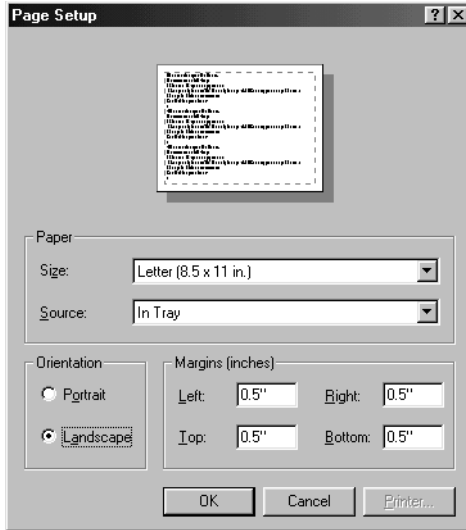 Page Setup
Paper
Size: Letter (8.5 x 11 in.)
Source: In Tray
Orientation
Portrait
Landscape
Margins (inches)
Left: 0.5" Right: 0.5"
Top: 0.5" Bottom: 0.5"
OK Cancel Printer...